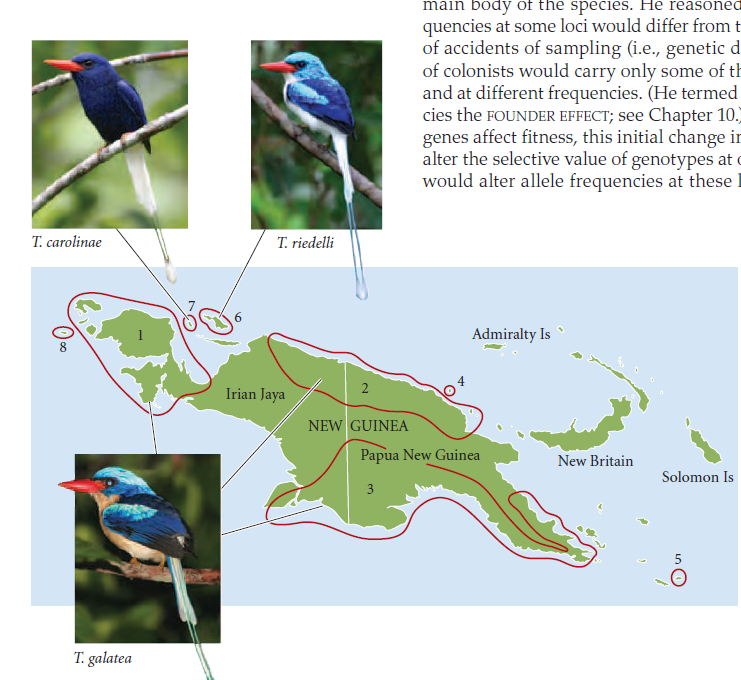 main body of the species. He reasoned
quencies at some loci would differ from t
of accidents of sampling (i.e., genetic d
of colonists would carry only some of th
and at different frequencies. (He termed
cies the FOUNDER EFFECT; see Chapter 10.)
genes affect fitness, this initial change in
alter the selective value of genotypes at o
would alter allele frequencies at these l
T. carolinae
T. riedelli
7
6
8
1
Admiralty Is
4
2
Irian Jaya
NEW GUINEA
Papua New Guinea
New Britain
Solomon Is
3
5
T. galatea